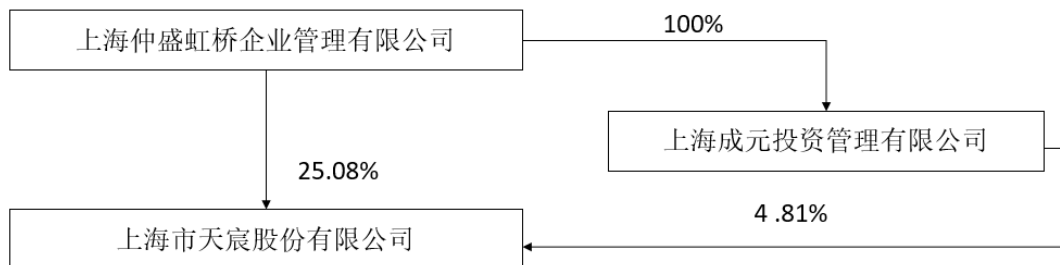 上海仲盛虹桥企业管理有限公司
100%
上海成元投资管理有限公司
25.08%
4 .81%
上海市天宸股份有限公司